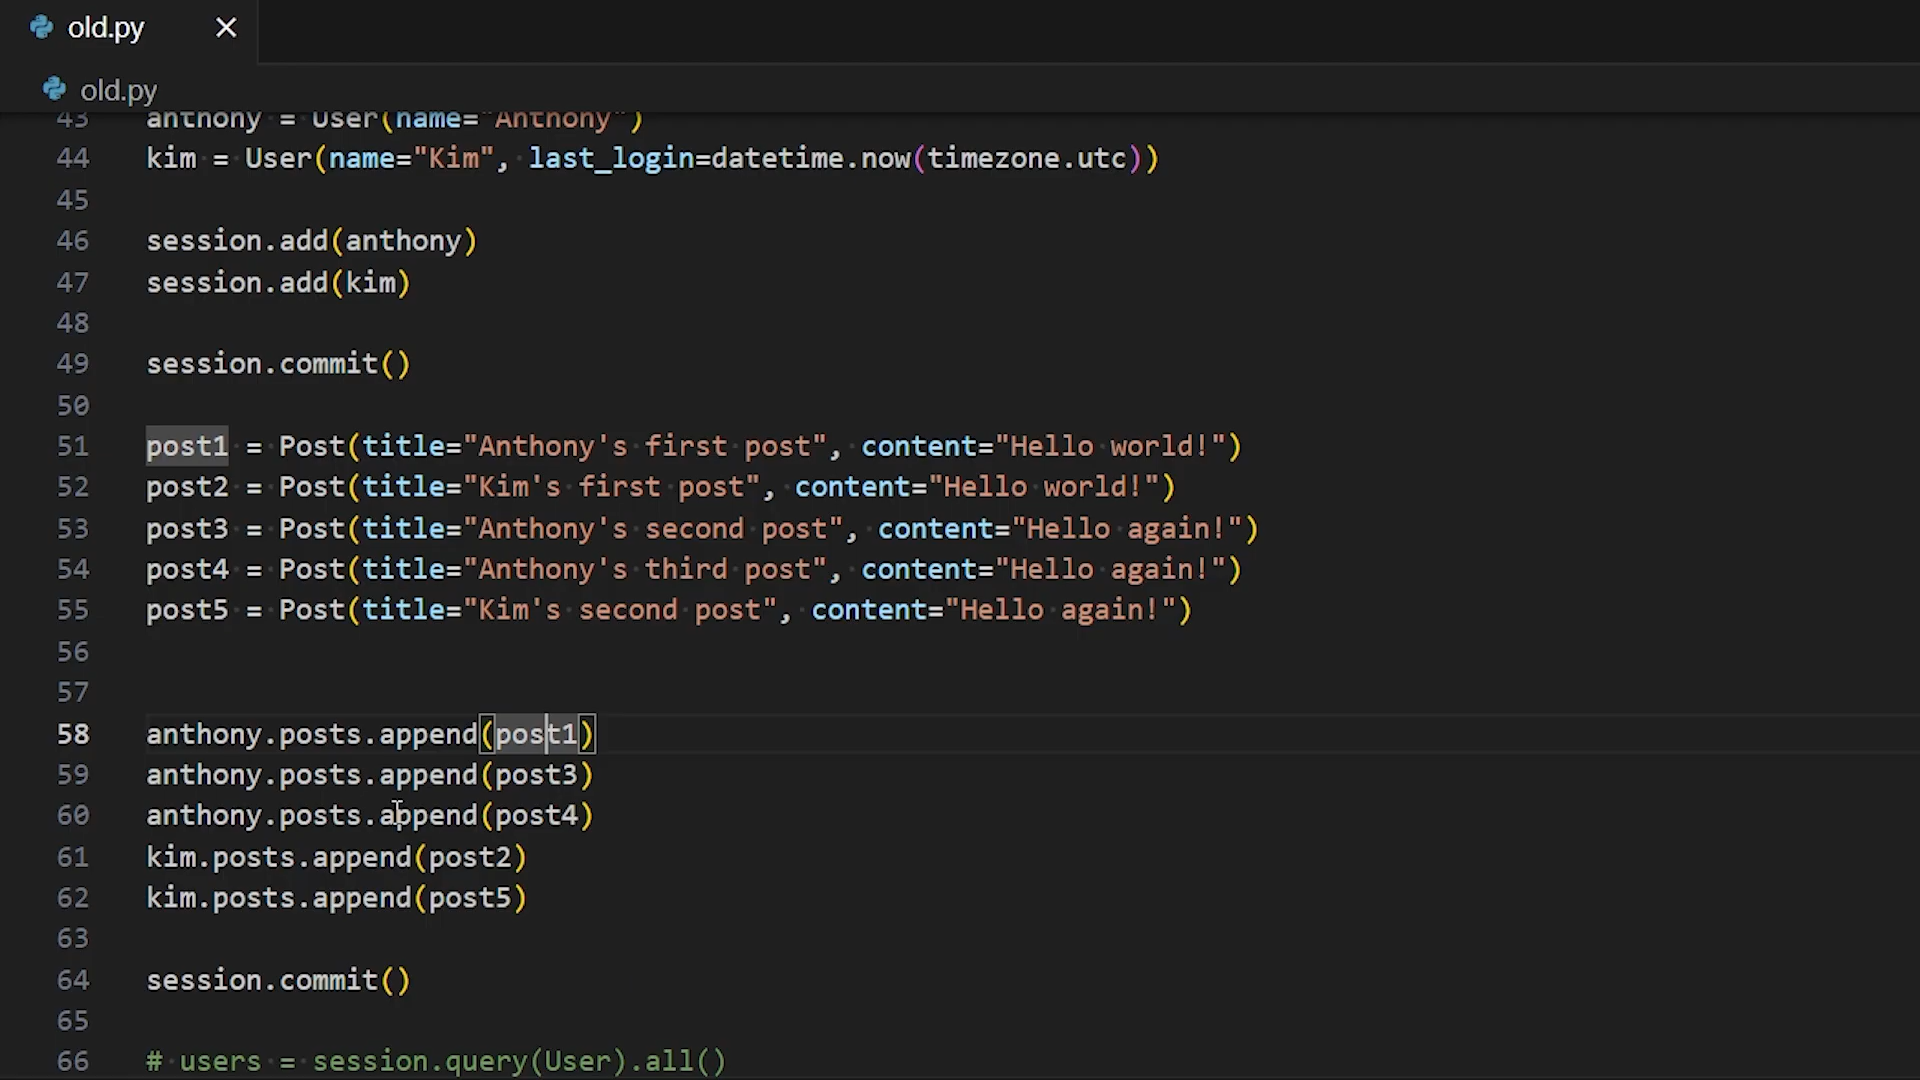 old.py
old.py
43 anthony = User(name="Anthony")
44 kim = User(name="Kim", last_login=datetime.now(timezone.utc))
45
46 session.add(anthony)
47 session.add(kim)
48
49 session.commit()
50
51 post1 = Post(title="Anthony's first post", content="Hello world!")
52 post2 = Post(title="Kim's first post", content="Hello world!")
53 post3 = Post(title="Anthony's second post", content="Hello again!")
54 post4 = Post(title="Anthony's third post", content="Hello again!")
55 post5 = Post(title="Kim's second post", content="Hello again!")
56
57
58 anthony.posts.append(post1)
59 anthony.posts.append(post3)
60 anthony.posts.append(post4)
61 kim.posts.append(post2)
62 kim.posts.append(post5)
63
64 session.commit()
65
66 # users = session.query(User).all()